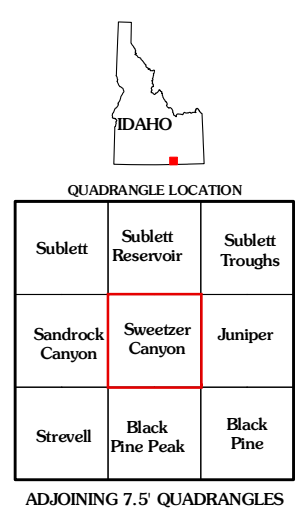 IDAHO
QUADRANGLE LOCATION
Sublett
Sublett
Reservoir
Sublett
Troughs
Sandrock
Canyon
Sweetzer
Canyon
Juniper
Strevell
Black
Pine Peak
Black
Pine
ADJOINING 7.5' QUADRANGLES